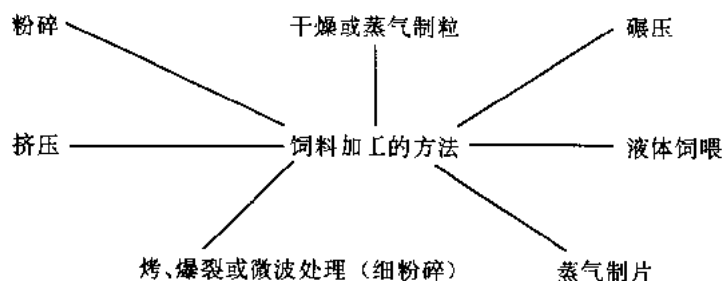 粉碎
干燥或蒸气制粒
碾压
挤压
饲料加工的方法
液体饲喂
烤、爆裂或微波处理（细粉碎）
蒸气制片